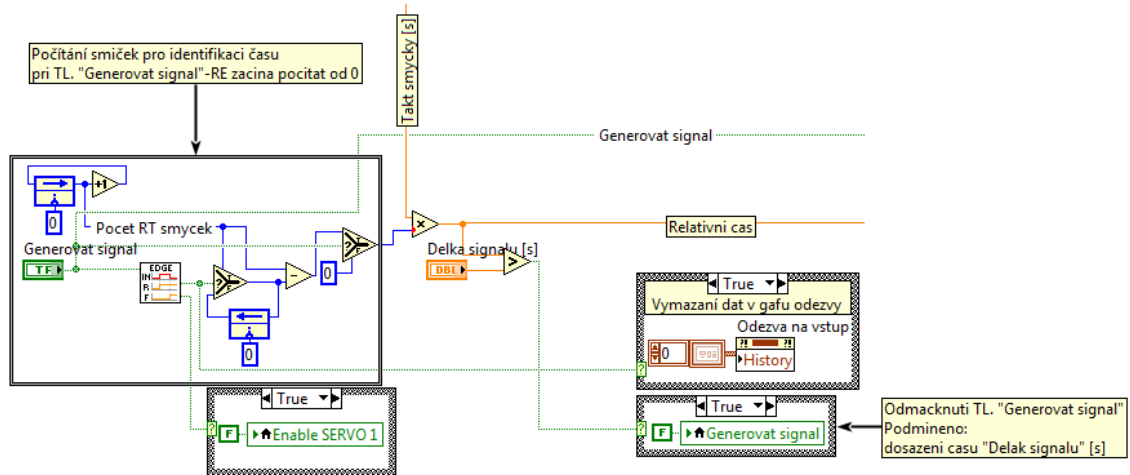 Počítání smiček pro identifikaci času
pri TL. "Generovat signal"-RE zacina pocitat od 0
Takt smycky [s]
Generovat signal
+1
0
Pocet RT smycek
Generovat signal
TF
EDGE
IN
R
F
?
T
F
0
-
0
?
T
F
×
Relativni cas
Delka signalu [s]
DBL
>
True
Vymazaní dat v gafu odezvy
Odezva na vstup
0
?! ?!
History
?
True
?
F
Enable SERVO 1
True
?
F
Generovat signal
Odmacknuti TL. "Generovat signal"
Podmineno:
dosazeni casu "Delak signalu" [s]